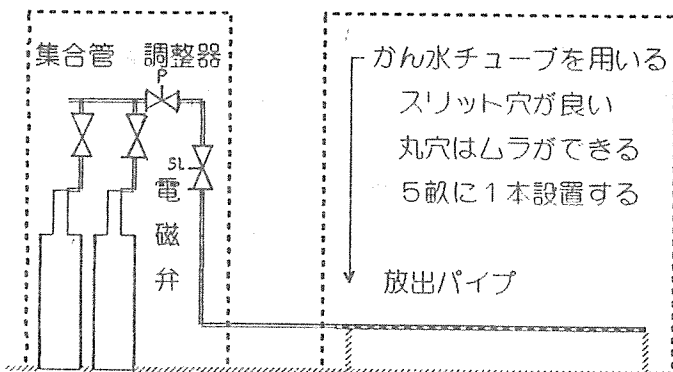 集合管 調整器
P
SL
電磁弁
かん水チューブを用いる
スリット穴が良い
丸穴はムラができる
5畝に1本設置する
放出パイプ